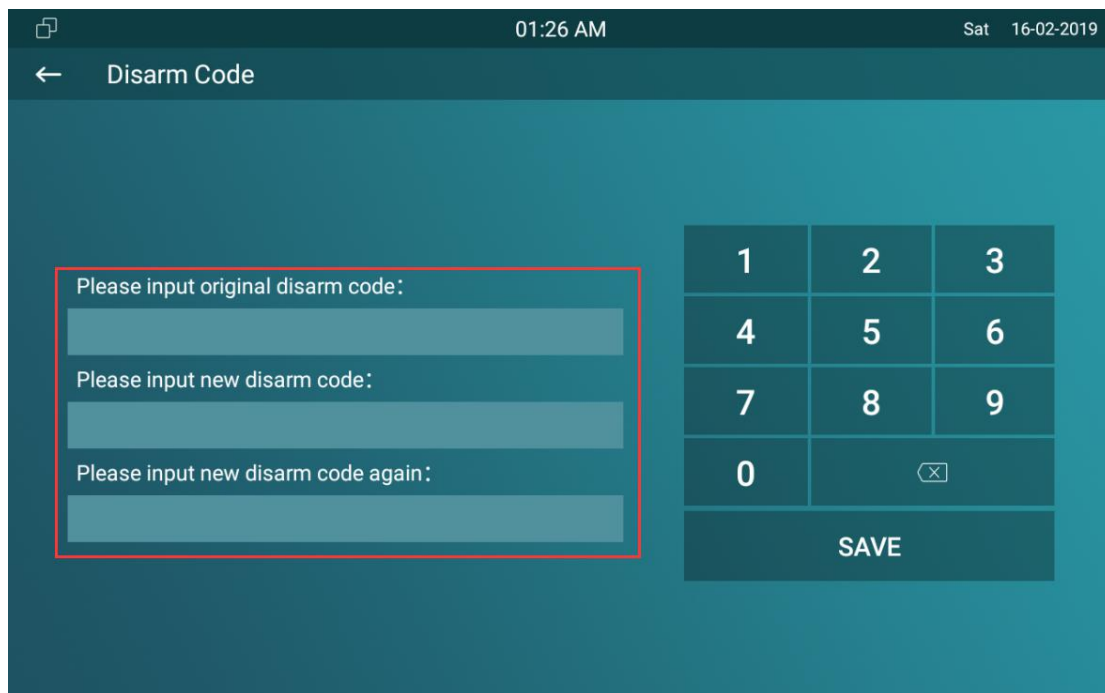 01:26 AM
Sat 16-02-2019
Disarm Code
Please input original disarm code:
Please input new disarm code:
Please input new disarm code again:
1 2 3
4 5 6
7 8 9
0
SAVE